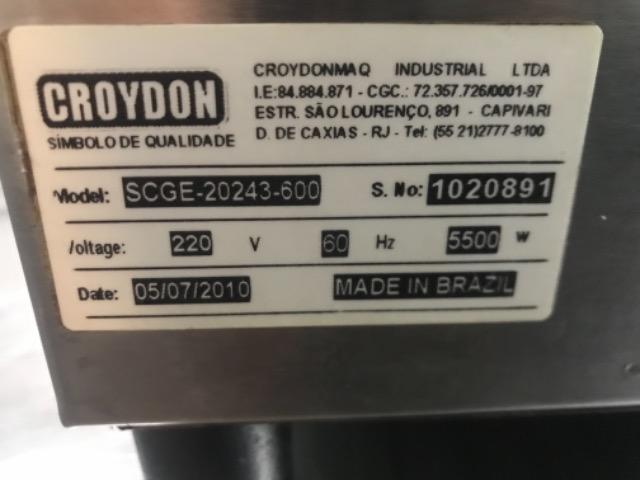 CROYDON
SÍMBOLO DE QUALIDADE
CROYDONMAQ INDUSTRIAL LTDA
I.E:84.884.871 - CGC.: 72.357.726/0001-97
ESTR. SÃO LOURENÇO, 891 - CAPIVARI
D. DE CAXIAS - RJ - Tel: (55 21)2777-8100
Model: SCGE-20243-600 S. No: 1020891
Voltage: 220 V 60 Hz 5500 W
Date: 05/07/2010 MADE IN BRAZIL